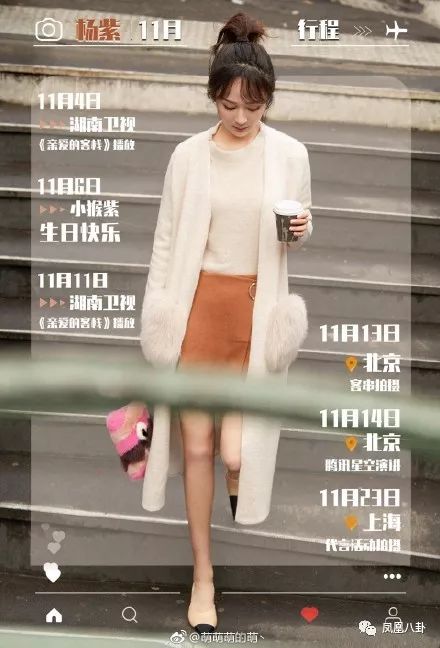 杨紫 11月 行程
11月4日
湖南卫视
《亲爱的客栈》播放
11月6日
小猴紫
生日快乐
11月11日
湖南卫视
《亲爱的客栈》播放
11月13日
北京
客串拍摄
11月14日
北京
腾讯星空演讲
11月23日
上海
代言活动拍摄
@萌萌萌的萌丶
凤凰八卦